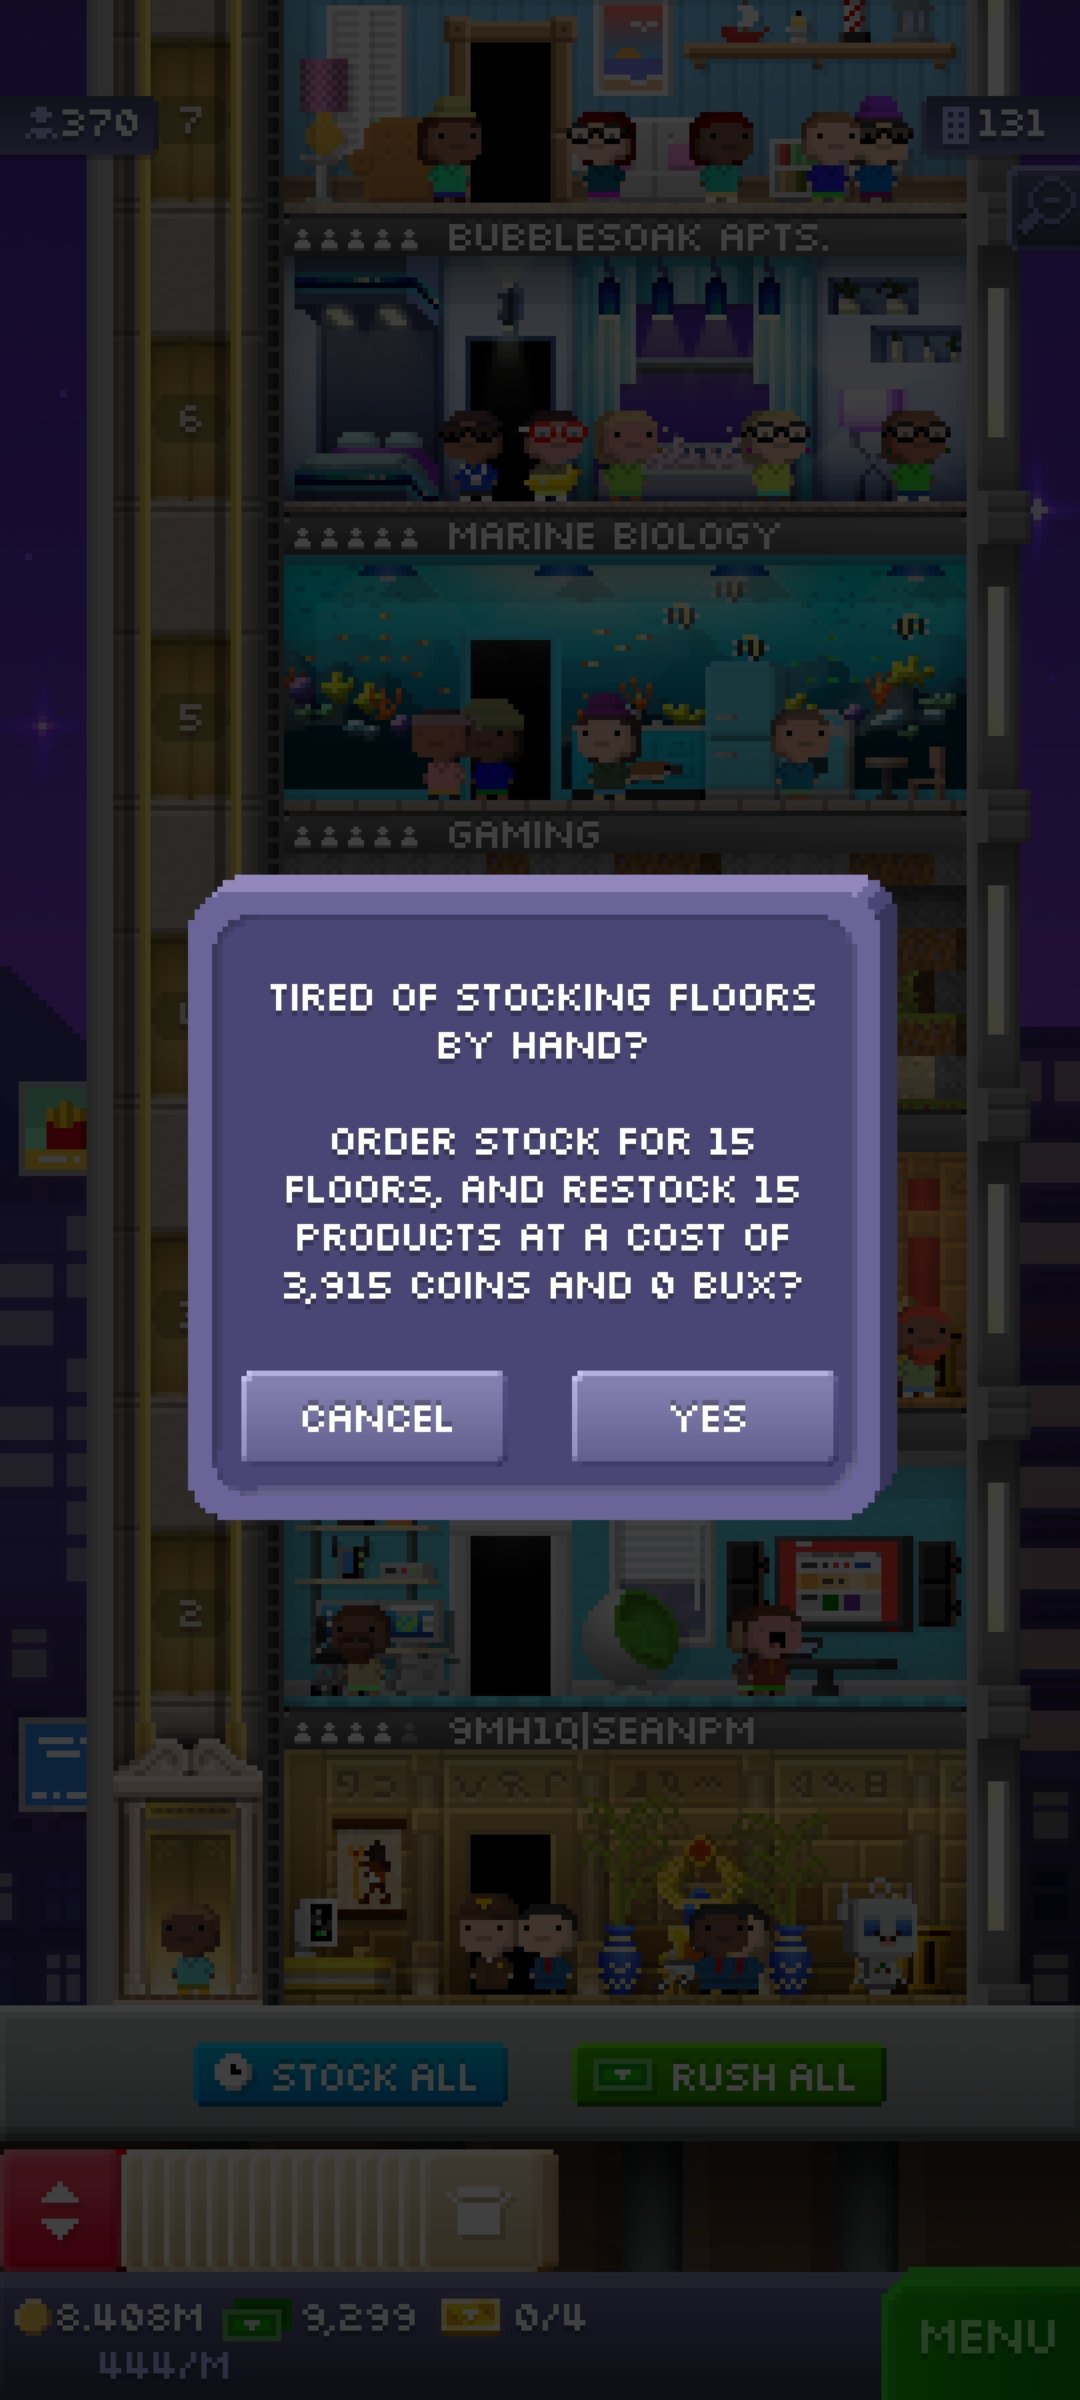 370
7
131
BUBBLESOAK APTS.
6
MARINE BIOLOGY
5
GAMING
TIRED OF STOCKING FLOORS
BY HAND?
ORDER STOCK FOR 15
FLOORS, AND RESTOCK 15
PRODUCTS AT A COST OF
3,915 COINS AND 0 BUX?
CANCEL
YES
2
9MH1Q|SEANPM
STOCK ALL
RUSH ALL
8.408M
9,299
0/4
444/M
MENU